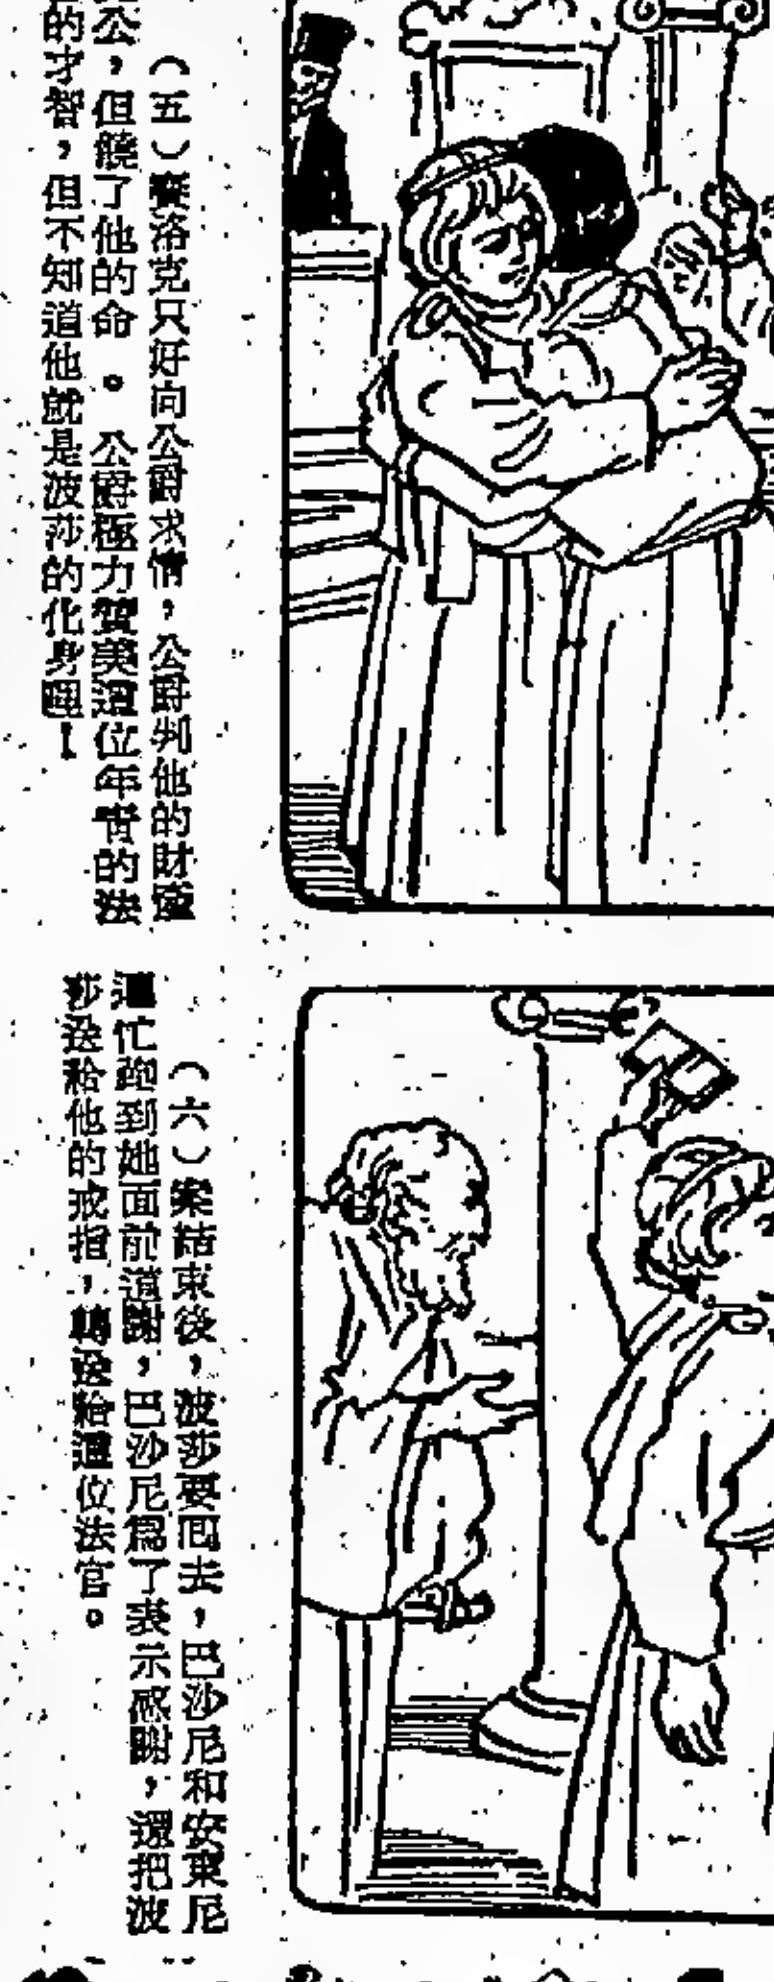 （五）賽洛克只好向公爵求情，公爵判他的財產
公，但饒了他的命。公爵極力贊美這位年青的法
的才智，但不知道他就是波莎的化身哩！
（六）案結束後，波莎要回去，巴沙尼和安東尼
連忙跑到她面前道謝，巴沙尼爲了表示感謝，還把波
莎送給他的戒指，轉送給這位法官。